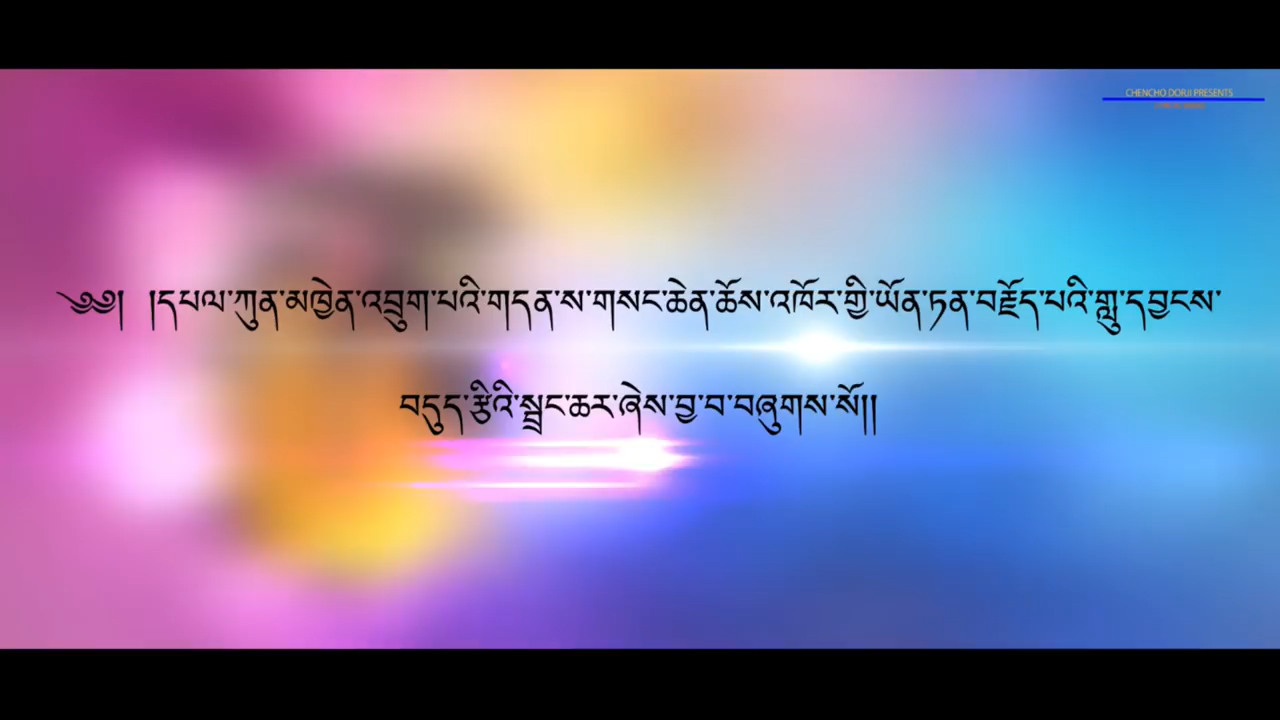 CHENCHO DORJI PRESENTS
༄༅། །དཔལ་ཀུན་མཁྱེན་འབྲུག་པའི་གདན་ས་གསང་ཆེན་ཆོས་འཁོར་གྱི་ཡོན་ཏན་བརྗོད་པའི་གླུ་དབྱངས་
བདུད་རྩིའི་སྦྲང་ཆར་ཞེས་བྱ་བ་བཞུགས་སོ།།